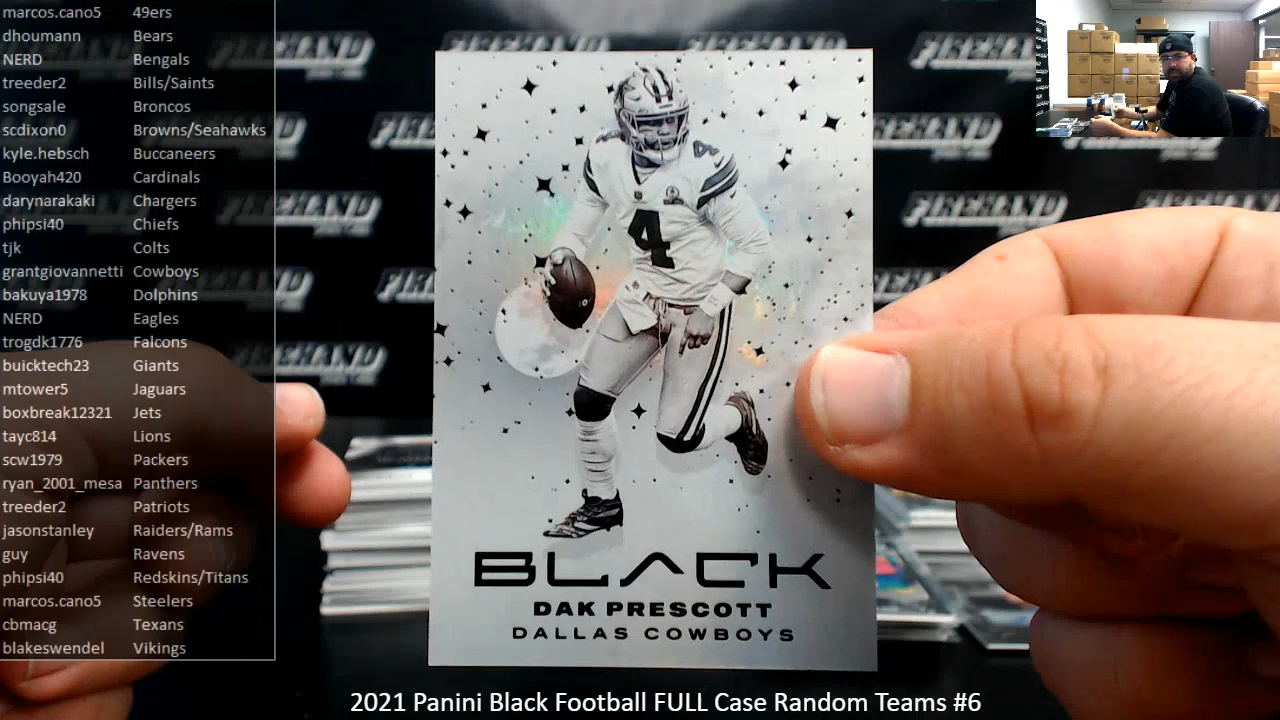 marcos.cano5 49ers
dhoumann Bears
NERD Bengals
treeder2 Bills/Saints
songsale Broncos
scdixon0 Browns/Seahawks
kyle.hebsch Buccaneers
Booyah420 Cardinals
darynarakaki Chargers
phipsi40 Chiefs
tjk Colts
grantgiovannetti Cowboys
bakuya1978 Dolphins
NERD Eagles
trogdk1776 Falcons
buicktech23 Giants
mtower5 Jaguars
boxbreak12321 Jets
tayc814 Lions
scw1979 Packers
ryan_2001_mesa Panthers
treeder2 Patriots
jasonstanley Raiders/Rams
guy Ravens
phipsi40 Redskins/Titans
marcos.cano5 Steelers
cbmacg Texans
blakeswendel Vikings
FIREHAND
4
4
BLACK
DAK PRESCOTT
DALLAS COWBOYS
2021 Panini Black Football FULL Case Random Teams #6